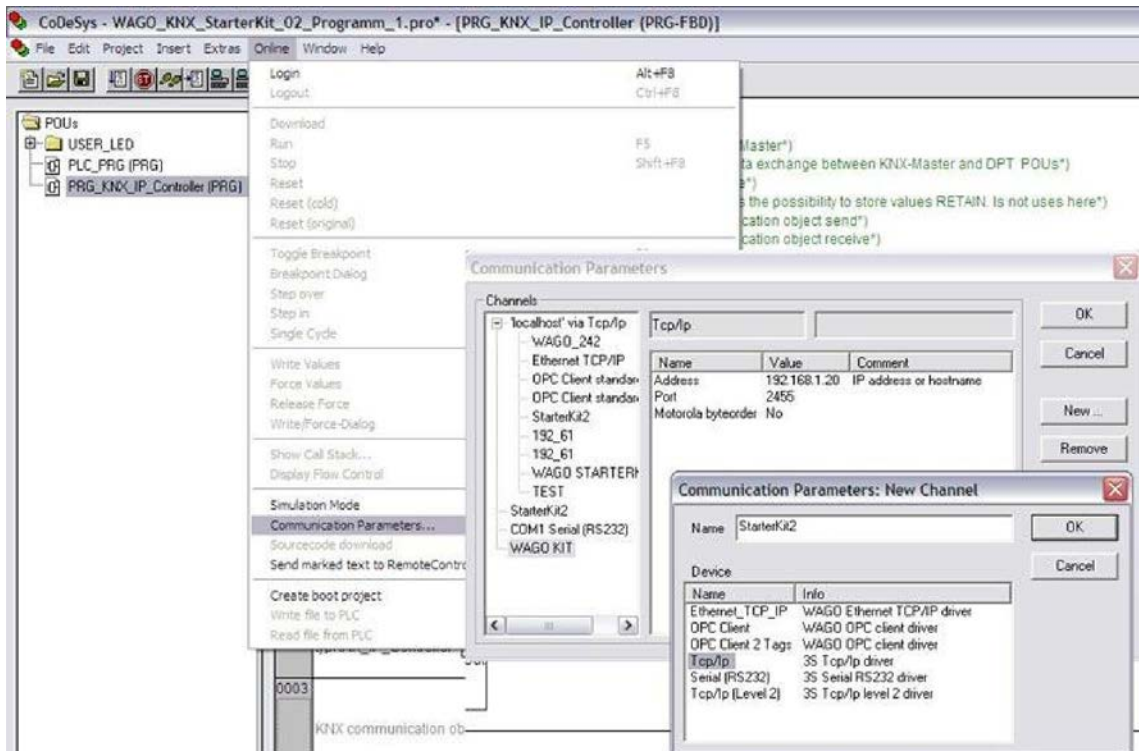 CoDeSys - WAGO_KNX_StarterKit_02_Programm_1.pro* - [PRG_KNX_IP_Controller (PRG-FBD)]
File Edit Project Insert Extras Online Window Help
POUs
USER_LED
PLC_PRG (PRG)
PRG_KNX_IP_Controller (PRG)
Login Alt+F8
Logout Ctrl+F8
Download
Run F5
Stop Shift+F8
Reset
Reset (cold)
Reset (original)
Toggle Breakpoint
Breakpoint Dialog
Step over
Step in
Single Cycle
Write Values
Force Values
Release Force
Write/Force-Dialog
Show Call Stack...
Display Flow Control
Simulation Mode
Communication Parameters...
Sourcecode download
Send marked text to RemoteContro
Create boot project
Write file to PLC
Read file from PLC
Master*)
ta exchange between KNX-Master and DPT POUs*)
e*)
s the possibility to store values RETAIN. Is not uses here*)
cation object send*)
cation object receive*)
0003
KNX communication ob
Communication Parameters
Channels
'localhost' via Tcp/Ip
WAGO_242
Ethernet TCP/IP
OPC Client standar
OPC Client standar
StarterKit2
192_61
192_61
WAGO STARTERK
TEST
StarterKit2
COM1 Serial (RS232)
WAGO KIT
Tcp/Ip
Name Value Comment
Address 192.168.1.20 IP address or hostname
Port 2455
Motorola byteorder No
OK
Cancel
New ...
Remove
Communication Parameters: New Channel
Name StarterKit2
OK
Cancel
Device
Name Info
Ethernet_TCP_IP WAGO Ethernet TCP/IP driver
OPC Client WAGO OPC client driver
OPC Client 2 Tags WAGO OPC client driver
Tcp/Ip 3S Tcp/Ip driver
Serial (RS232) 3S Serial RS232 driver
Tcp/Ip (Level 2) 3S Tcp/Ip level 2 driver